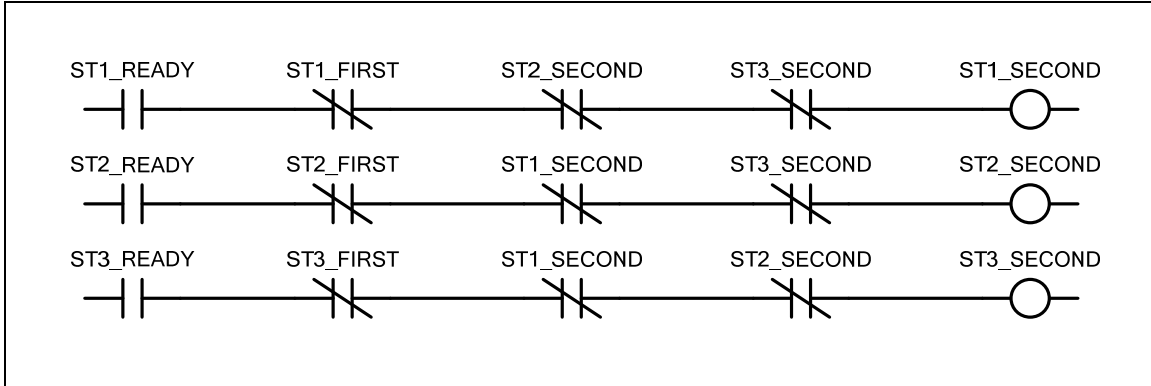 ST1_READY ST1_FIRST ST2_SECOND ST3_SECOND ST1_SECOND
ST2_READY ST2_FIRST ST1_SECOND ST3_SECOND ST2_SECOND
ST3_READY ST3_FIRST ST1_SECOND ST2_SECOND ST3_SECOND